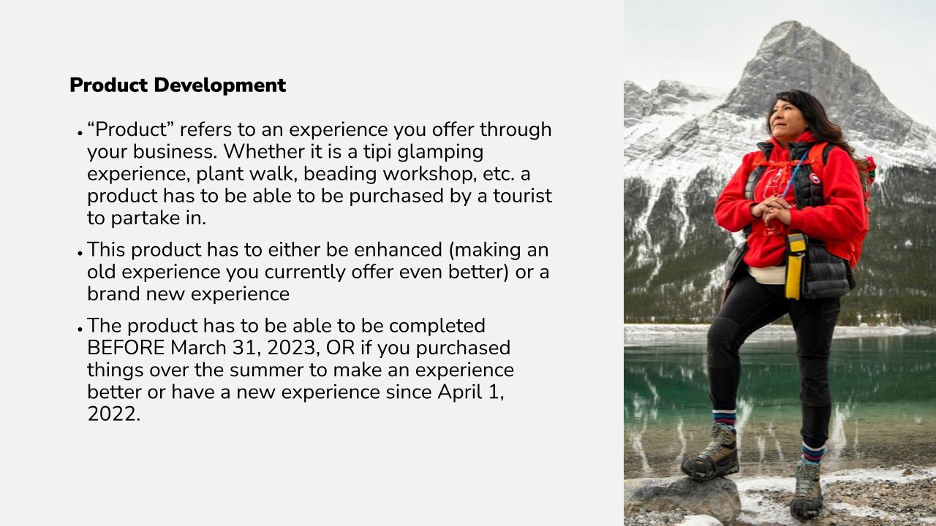 Product Development
• “Product” refers to an experience you offer through
your business. Whether it is a tipi glamping
experience, plant walk, beading workshop, etc. a
product has to be able to be purchased by a tourist
to partake in.
• This product has to either be enhanced (making an
old experience you currently offer even better) or a
brand new experience
• The product has to be able to be completed
BEFORE March 31, 2023, OR if you purchased
things over the summer to make an experience
better or have a new experience since April 1,
2022.